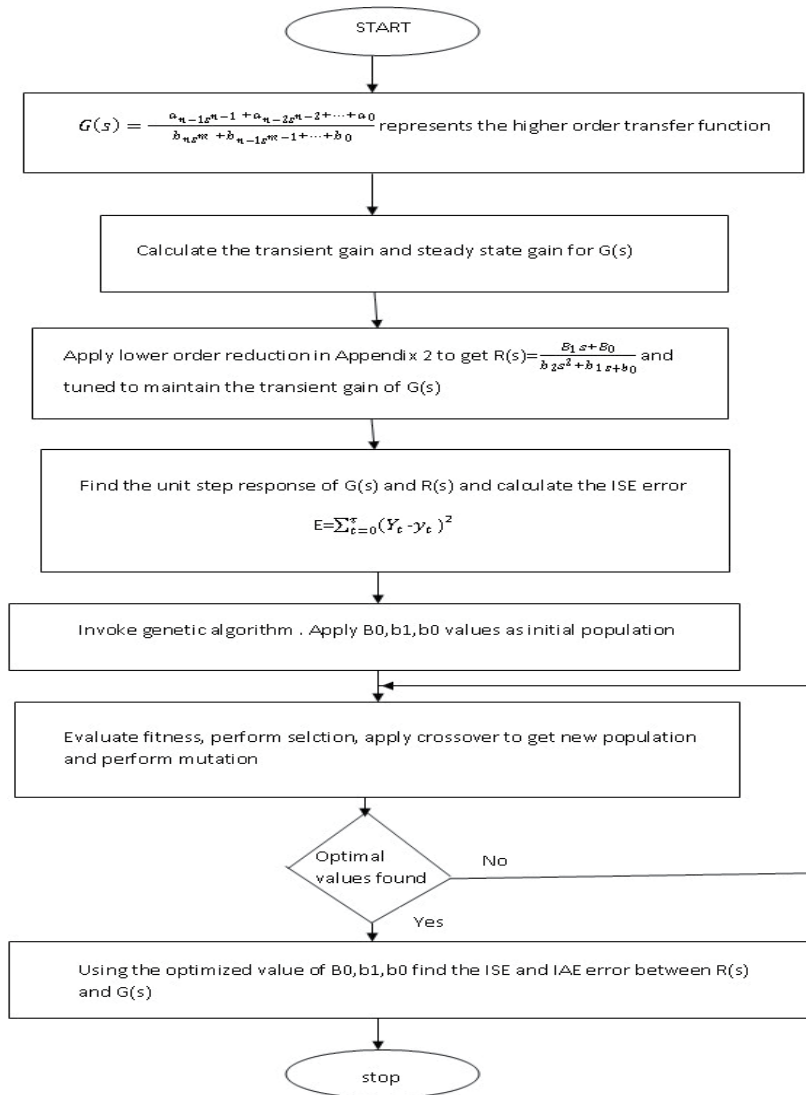 START
G(s) = a_{n-1}s^{n-1} + a_{n-2}s^{n-2} + ⋯ + a_0 / b_n s^m + b_{n-1}s^{m-1} + ⋯ + b_0 represents the higher order transfer function
Calculate the transient gain and steady state gain for G(s)
Apply lower order reduction in Appendix 2 to get R(s)= B_1 s+B_0 / b_2 s^2+b_1 s+b_0 and
tuned to maintain the transient gain of G(s)
Find the unit step response of G(s) and R(s) and calculate the ISE error
E=∑_{t=0}^{τ}(Y_t -y_t )^2
Invoke genetic algorithm . Apply B0,b1,b0 values as initial population
Evaluate fitness, perform selction, apply crossover to get new population
and perform mutation
Optimal
values found
No
Yes
Using the optimized value of B0,b1,b0 find the ISE and IAE error between R(s)
and G(s)
stop